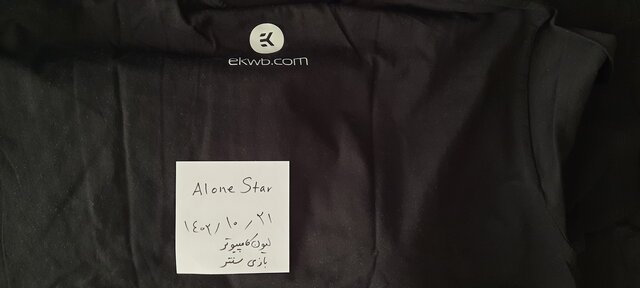 ekwb.com
Alone Star
۱۴۰۲/۱۰/۲۱
لیون کامپیوتر
بازی سنتر